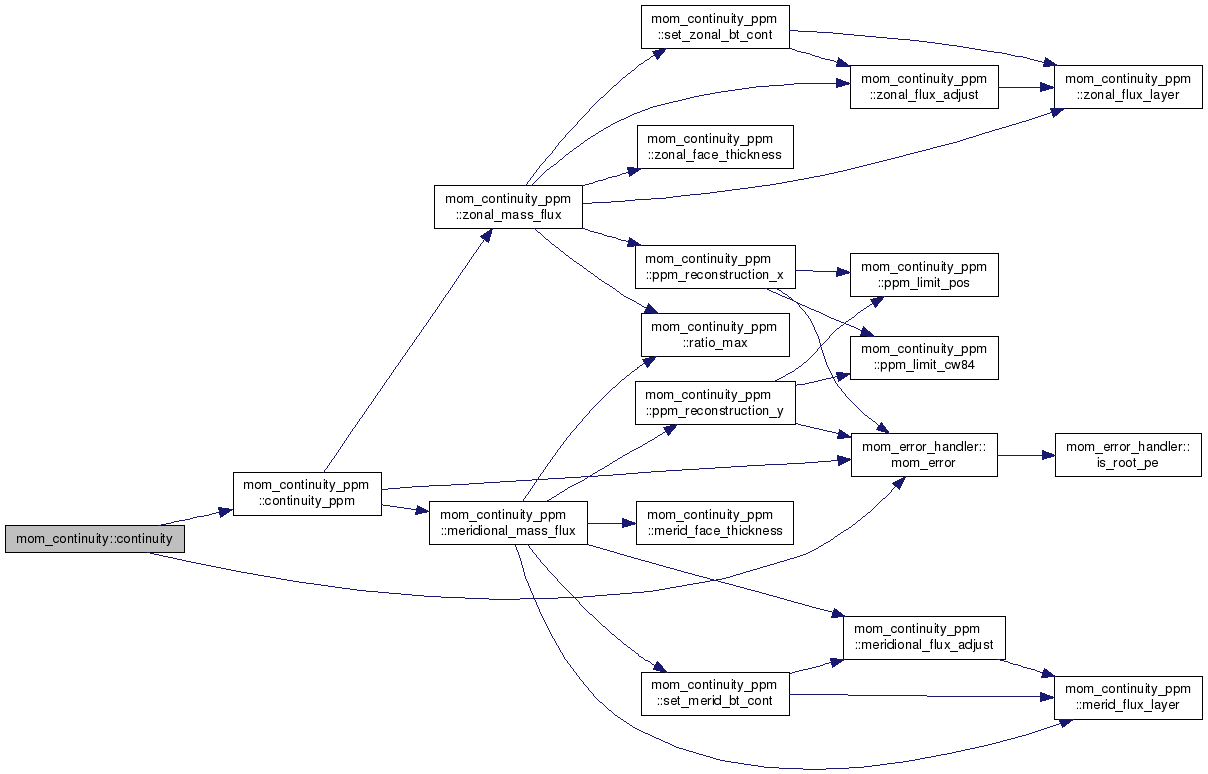 mom_continuity_ppm
::set_zonal_bt_cont
mom_continuity_ppm
::zonal_flux_adjust
mom_continuity_ppm
::zonal_flux_layer
mom_continuity_ppm
::zonal_face_thickness
mom_continuity_ppm
::zonal_mass_flux
mom_continuity_ppm
::ppm_reconstruction_x
mom_continuity_ppm
::ppm_limit_pos
mom_continuity_ppm
::ratio_max
mom_continuity_ppm
::ppm_limit_cw84
mom_continuity_ppm
::ppm_reconstruction_y
mom_error_handler::
mom_error
mom_error_handler::
is_root_pe
mom_continuity_ppm
::continuity_ppm
mom_continuity_ppm
::meridional_mass_flux
mom_continuity_ppm
::merid_face_thickness
mom_continuity::continuity
mom_continuity_ppm
::meridional_flux_adjust
mom_continuity_ppm
::set_merid_bt_cont
mom_continuity_ppm
::merid_flux_layer